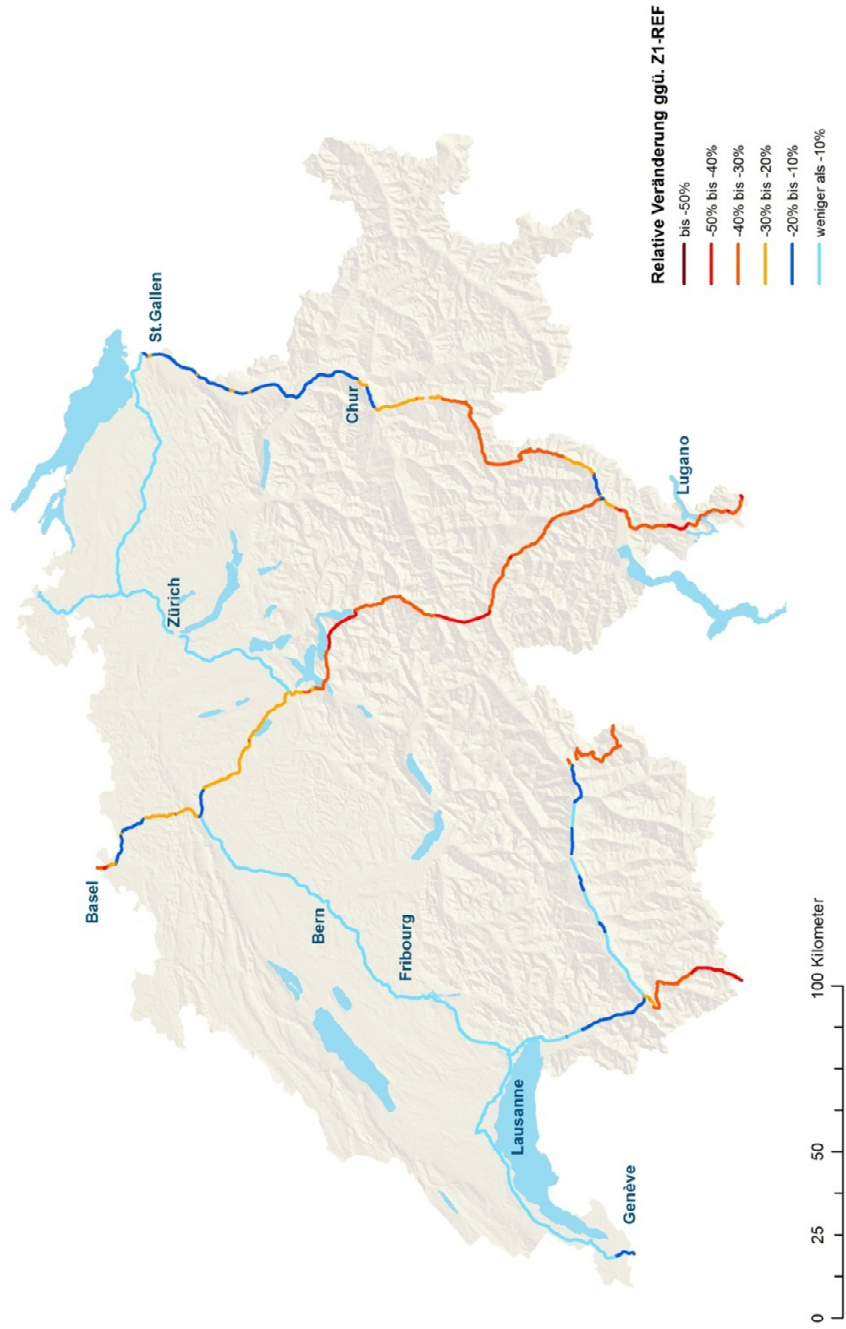 St.Gallen
Basel
Zürich
Chur
Bern
Fribourg
Lausanne
Lugano
Genève
Relative Veränderung ggü. Z1-REF
bis -50%
-50% bis -40%
-40% bis -30%
-30% bis -20%
-20% bis -10%
weniger als -10%
0 25 50 100 Kilometer